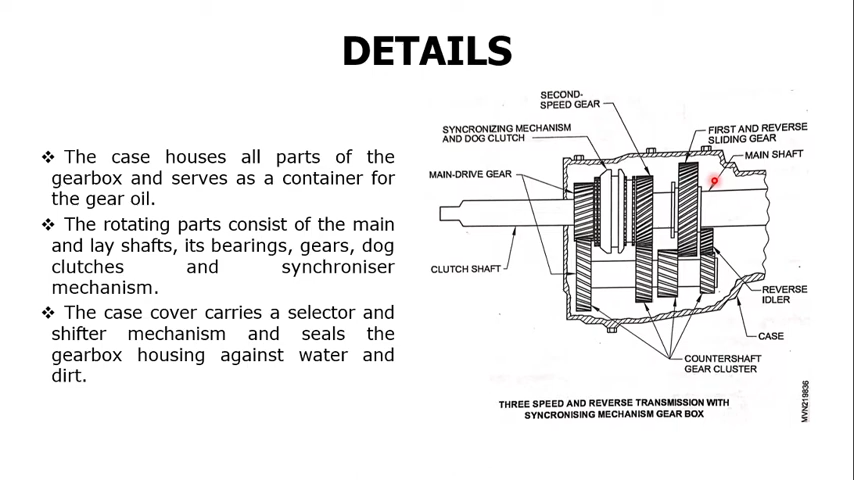 DETAILS
❖ The case houses all parts of the
gearbox and serves as a container for
the gear oil.
❖ The rotating parts consist of the main
and lay shafts, its bearings, gears, dog
clutches and synchroniser
mechanism.
❖ The case cover carries a selector and
shifter mechanism and seals the
gearbox housing against water and
dirt.
SECOND-
SPEED GEAR
SYNCRONIZING MECHANISM
AND DOG CLUTCH
FIRST AND REVERSE
SLIDING GEAR
MAIN SHAFT
MAIN-DRIVE GEAR
CLUTCH SHAFT
REVERSE
IDLER
CASE
COUNTERSHAFT
GEAR CLUSTER
THREE SPEED AND REVERSE TRANSMISSION WITH
SYNCRONISING MECHANISM GEAR BOX
MVN219836